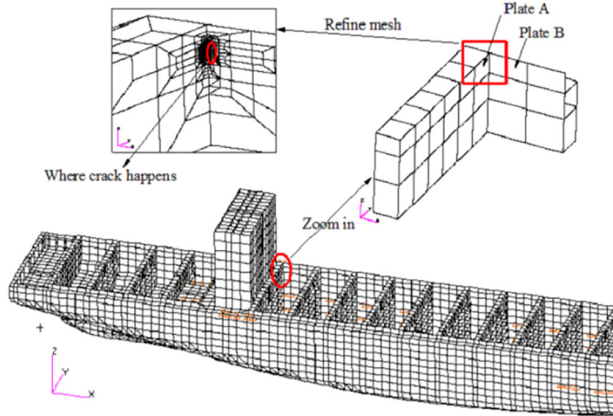 Plate A
Refine mesh
Plate B
Where crack happens
Zoom in
Z
Y
X